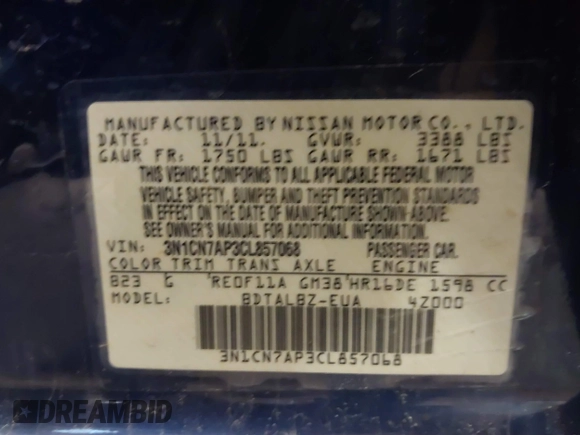 MANUFACTURED BY NISSAN MOTOR CO., LTD.
DATE: 11/11. GVWR: 3388 LBS
GAWR FR: 1750 LBS GAWR RR: 1671 LBS
THIS VEHICLE CONFORMS TO ALL APPLICABLE FEDERAL MOTOR
VEHICLE SAFETY, BUMPER AND THEFT PREVENTION STANDARDS
IN EFFECT ON THE DATE OF MANUFACTURE SHOWN ABOVE.
SEE OWNER'S MANUAL FOR ADDITIONAL INFORMATION.
VIN: 3N1CN7AP3CL857068 PASSENGER CAR.
COLOR TRIM TRANS AXLE ENGINE
B23 G RE0F11A GM38 HR16DE 1598 CC
MODEL: BDTALBZ-EUA 4Z000
3N1CN7AP3CL857068
DREAMBID